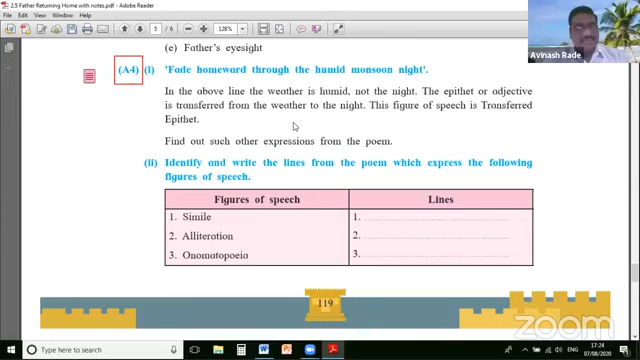 2.5 Father Returning Home with notes.pdf - Adobe Reader
File Edit View Window Help
5 / 6 128%
Avinash Rade
(e) Father's eyesight
(A4) (i) 'Fade homeward through the humid monsoon night'.
In the above line the weather is humid, not the night. The epithet or adjective
is transferred from the weather to the night. This figure of speech is Transferred
Epithet.
Find out such other expressions from the poem.
(ii) Identify and write the lines from the poem which express the following
figures of speech.
Figures of speech Lines
1. Simile 1.
2. Alliteration 2.
3. Onomatopoeia 3.
119
zoom
Type here to search
ENG
17:24
07/08/2020